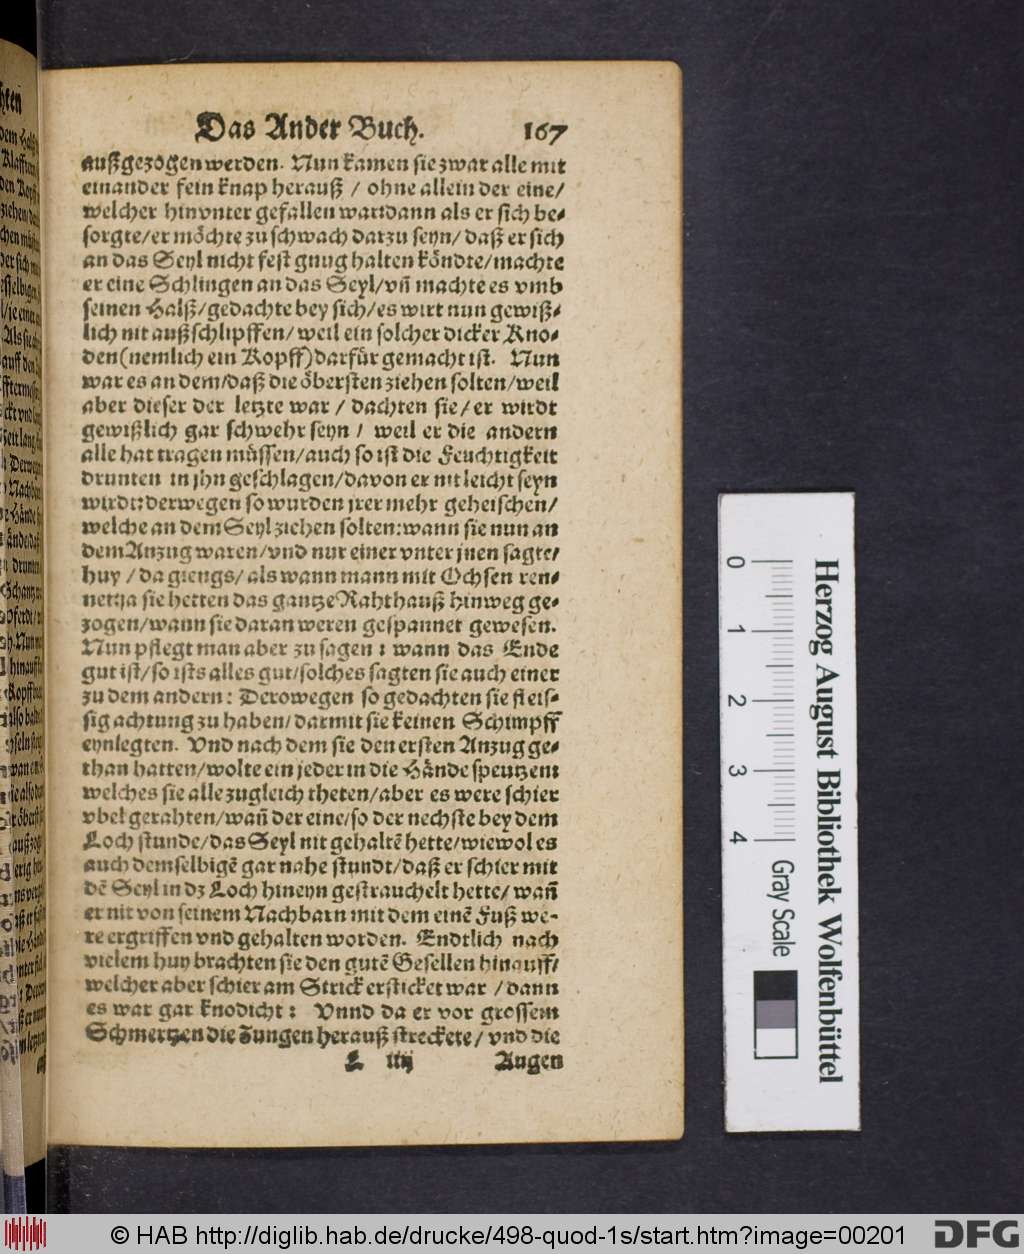 Das Ander Buch. 167
außgezogen werden. Nun kamen sie zwar alle mit
einander fein knap herauß / ohne allein der eine/
welcher hinvnter gefallen war: dann als er sich be-
sorgte/er möchte zu schwach darzu seyn/ daß er sich
an das Seyl nicht fest gnug halten köndte/machte
er eine Schlingen an das Seyl/vñ machte es vmb
seinen Halß/gedachte bey sich/es wirt nun gewiß-
lich nit außschlipffen/ weil ein solcher dicker Kno-
den(nemlich ein Kopff)darfür gemacht ist. Nun
war es an dem/daß die öbersten ziehen solten/weil
aber dieser der letzte war / dachten sie/ er wirdt
gewißlich gar schwehr seyn / weil er die andern
alle hat tragen müssen/auch so ist die Feuchtigkeit
drunten in jhn geschlagen/davon er nit leicht seyn
wirdt: derwegen so wurden jrer mehr geheischen/
welche an dem Seyl ziehen solten: wann sie nun an
dem Anzug waren/vnd nur einer vnter jnen sagte/
huy / da giengs/ als wann mann mit Ochsen ren-
net: ja sie hetten das gantze Rahthauß hinweg ge-
zogen/wann sie daran weren gespannet gewesen.
Nun pflegt man aber zu sagen : wann das Ende
gut ist/so ists alles gut/solches sagten sie auch einer
zu dem andern: Derowegen so gedachten sie fleis-
sig achtung zu haben/darmit sie keinen Schimpff
eynlegten. Vnd nach dem sie den ersten Anzug ge-
than hatten/wolte ein jeder in die Hände speutzen:
welches sie alle zugleich theten/aber es were schier
vbel gerahten/wañ der eine/so der nechste bey dem
Loch stunde/das Seyl nit gehaltẽ hette/wiewol es
auch demselbigẽ gar nahe stundt/daß er schier mit
dẽ Seyl in dz Loch hineyn gestrauchelt hette/ wañ
er nit von seinem Nachbarn mit dem einẽ Fuß we-
re ergriffen vnd gehalten worden. Endtlich nach
vielem huy brachten sie den gutẽ Gesellen hinauff/
welcher aber schier am Strick ersticket war / dann
es war gar knodicht : Vnnd da er vor grossem
Schmertzen die Zungen herauß streckete/ vnd die
L iiij Augen
Herzog August Bibliothek Wolfenbüttel
0 1 2 3 4 Gray Scale
© HAB http://diglib.hab.de/drucke/498-quod-1s/start.htm?image=00201
DFG